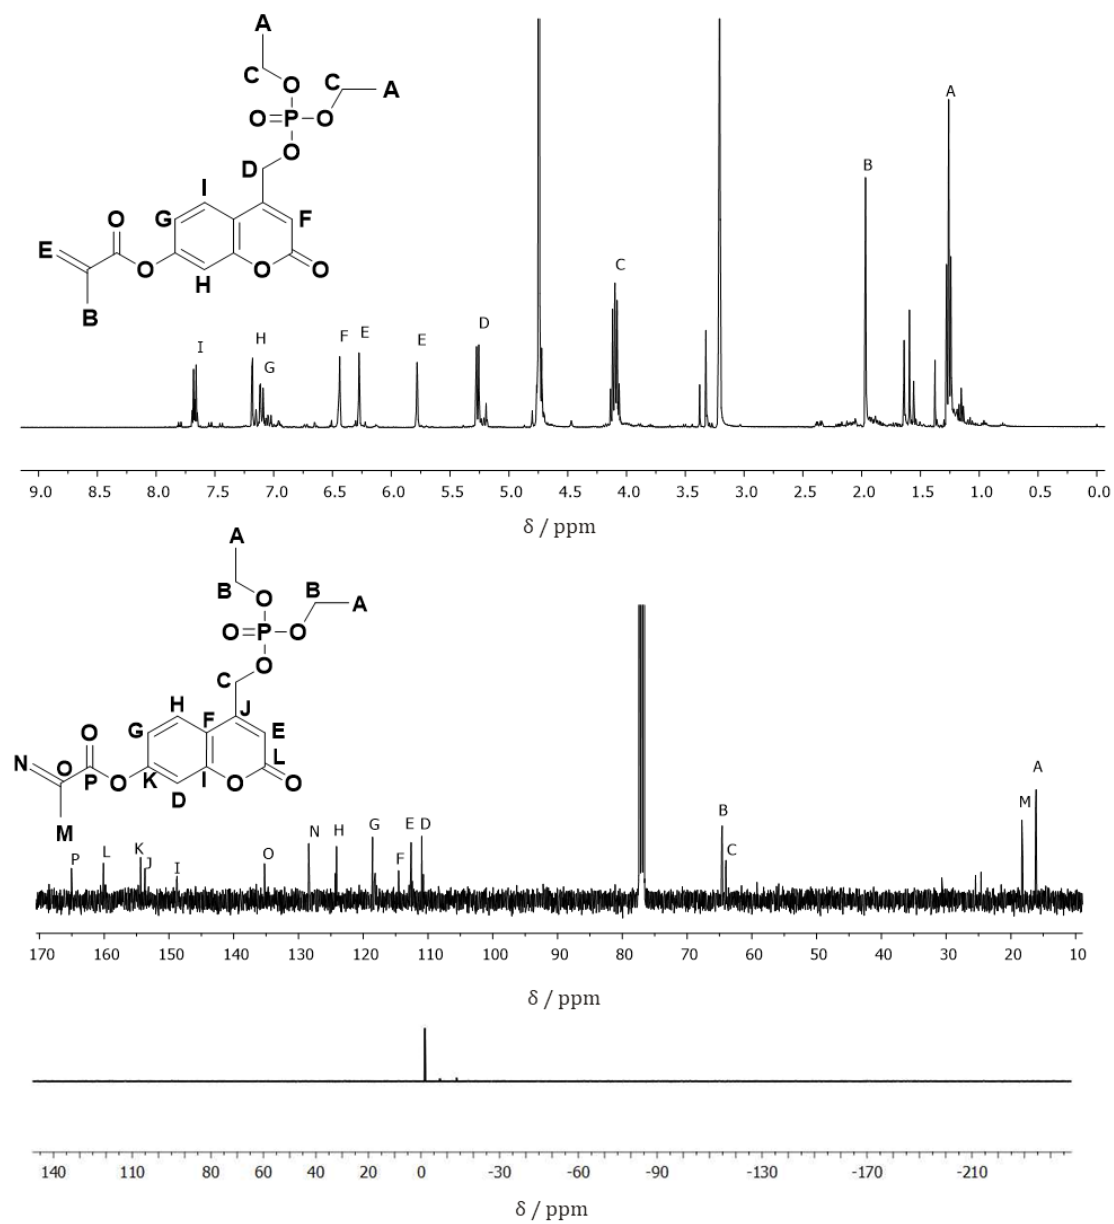 A
C O C A
O=P-O
O
D
I
G F
E O
O O O
H
B
A
B
C
D
E
E
F
G
H
I
9.0 8.5 8.0 7.5 7.0 6.5 6.0 5.5 5.0 4.5 4.0 3.5 3.0 2.5 2.0 1.5 1.0 0.5 0.0
δ / ppm
A
B O B A
O=P-O
O
C
H J
G F E
N O O L
P O K I O O
D
M
P L K J I O N H G F E D B C M A
170 160 150 140 130 120 110 100 90 80 70 60 50 40 30 20 10
δ / ppm
140 110 80 60 40 20 0 -30 -60 -90 -130 -170 -210
δ / ppm